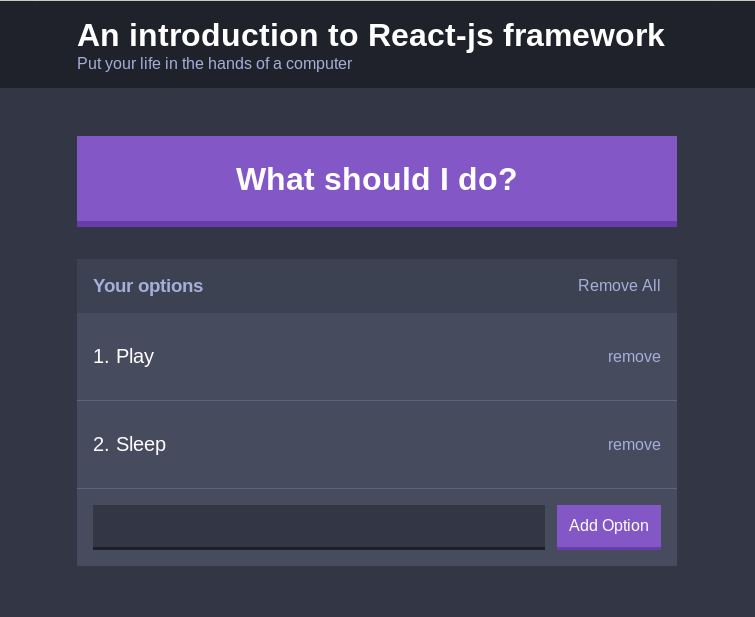 An introduction to React-js framework
Put your life in the hands of a computer
What should I do?
Your options
Remove All
1. Play
remove
2. Sleep
remove
Add Option